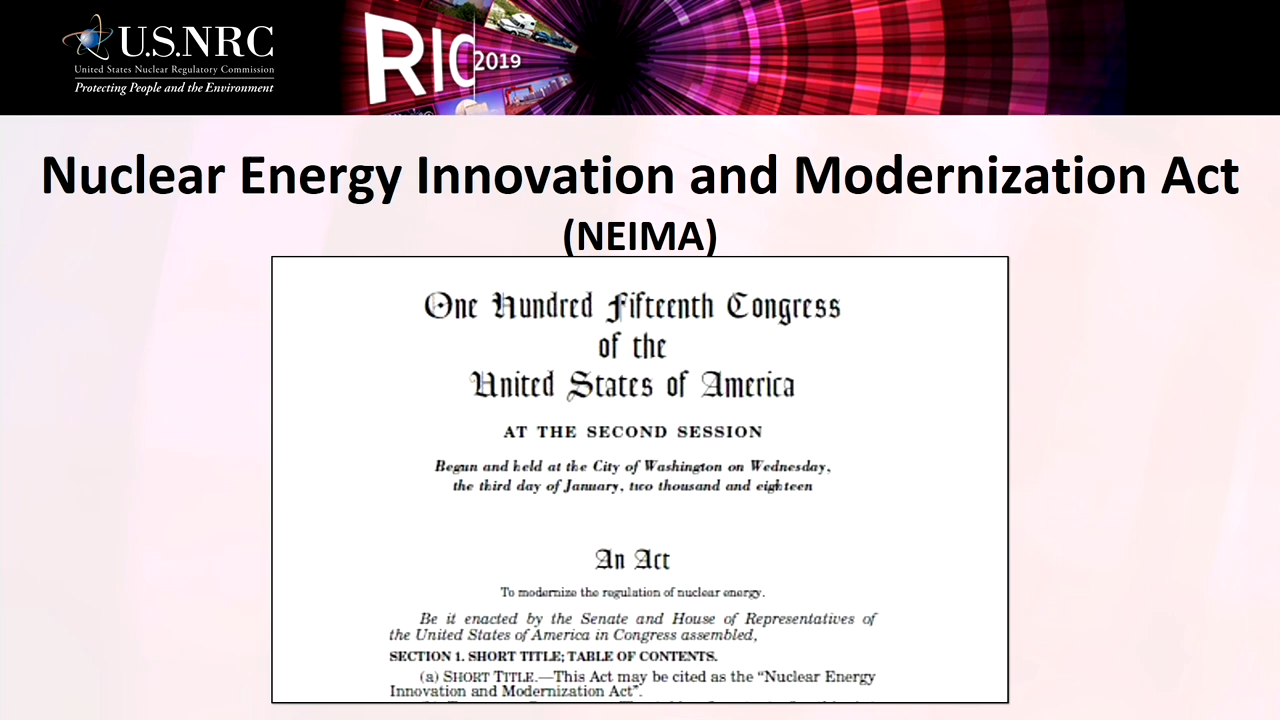 U.S.NRC
United States Nuclear Regulatory Commission
Protecting People and the Environment
RIC
2019
Nuclear Energy Innovation and Modernization Act
(NEIMA)
One Hundred Fifteenth Congress
of the
United States of America
AT THE SECOND SESSION
Begun and held at the City of Washington on Wednesday,
the third day of January, two thousand and eighteen
An Act
To modernize the regulation of nuclear energy.
Be it enacted by the Senate and House of Representatives of
the United States of America in Congress assembled,
SECTION 1. SHORT TITLE; TABLE OF CONTENTS.
(a) SHORT TITLE.—This Act may be cited as the “Nuclear Energy
Innovation and Modernization Act”.